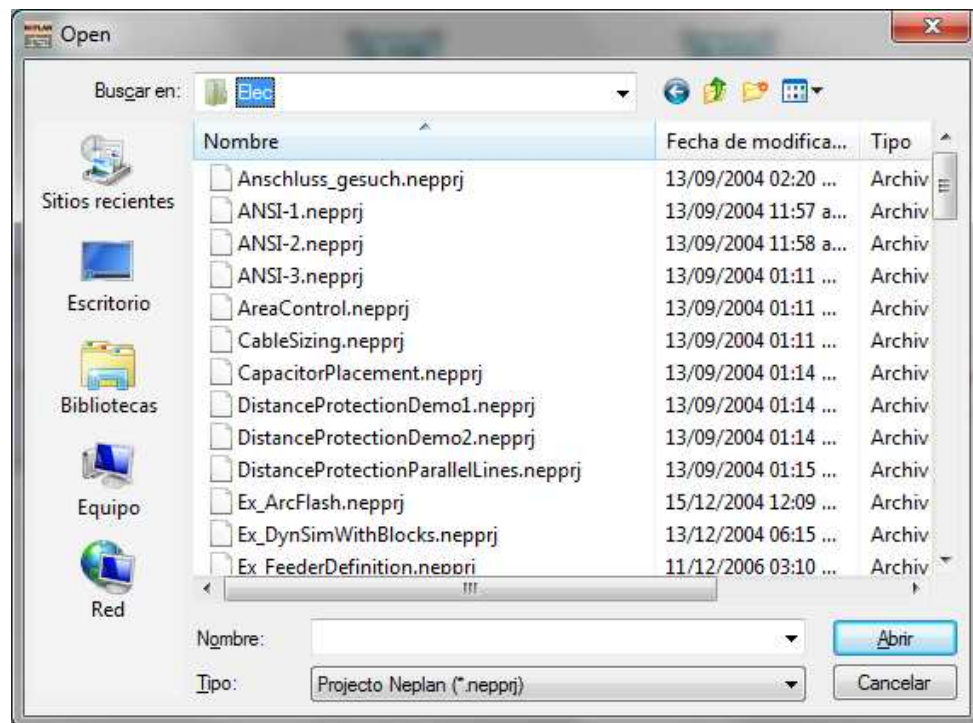 Open
Buscar en: Elec
Nombre Fecha de modifica... Tipo
Anschluss_gesuch.nepprj 13/09/2004 02:20 ... Archiv
ANSI-1.nepprj 13/09/2004 11:57 a... Archiv
ANSI-2.nepprj 13/09/2004 11:58 a... Archiv
ANSI-3.nepprj 13/09/2004 01:11 ... Archiv
AreaControl.nepprj 13/09/2004 01:11 ... Archiv
CableSizing.nepprj 13/09/2004 01:11 ... Archiv
CapacitorPlacement.nepprj 13/09/2004 01:14 ... Archiv
DistanceProtectionDemo1.nepprj 13/09/2004 01:14 ... Archiv
DistanceProtectionDemo2.nepprj 13/09/2004 01:14 ... Archiv
DistanceProtectionParallelLines.nepprj 13/09/2004 01:15 ... Archiv
Ex_ArcFlash.nepprj 15/12/2004 12:09 ... Archiv
Ex_DynSimWithBlocks.nepprj 13/12/2004 06:15 ... Archiv
Ex_FeederDefinition.nepprj 11/12/2006 03:10 ... Archiv
Sitios recientes
Escritorio
Bibliotecas
Equipo
Red
Nombre:
Abrir
Tipo: Projecto Neplan (*.nepprj)
Cancelar